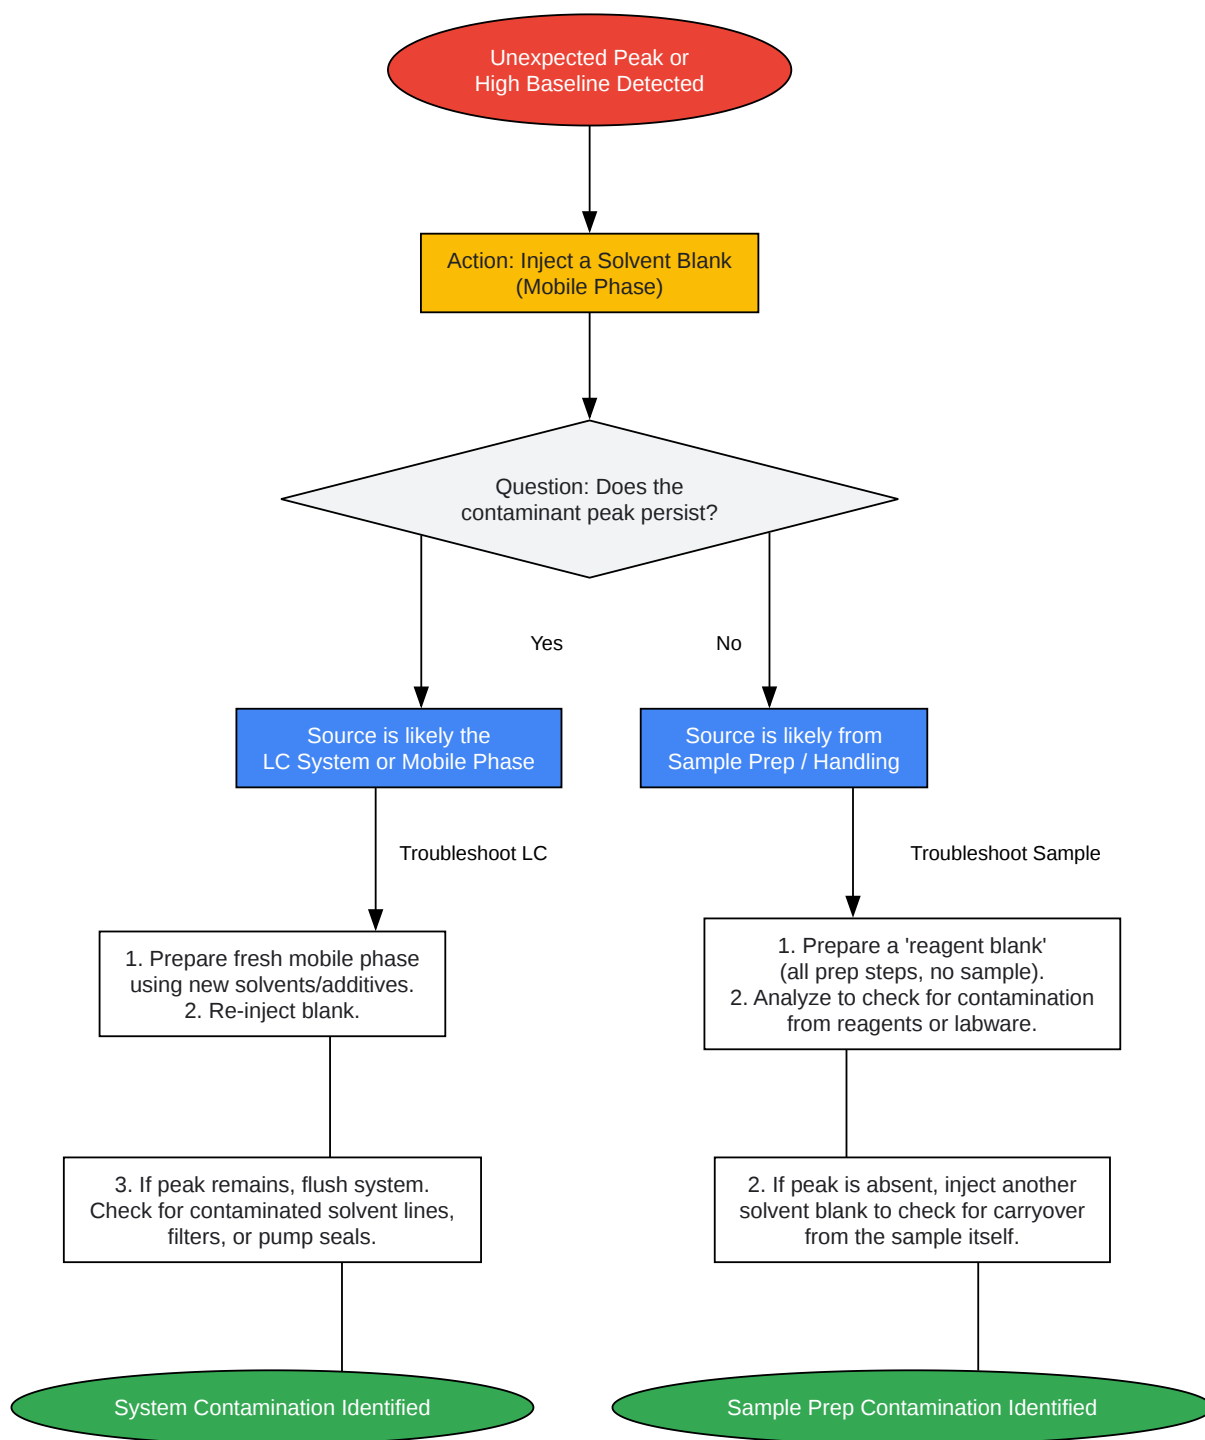 Unexpected Peak or
High Baseline Detected
Action: Inject a Solvent Blank
(Mobile Phase)
Question: Does the
contaminant peak persist?
Yes
No
Source is likely the
LC System or Mobile Phase
Source is likely from
Sample Prep / Handling
Troubleshoot LC
Troubleshoot Sample
1. Prepare fresh mobile phase
using new solvents/additives.
2. Re-inject blank.
1. Prepare a 'reagent blank'
(all prep steps, no sample).
2. Analyze to check for contamination
from reagents or labware.
3. If peak remains, flush system.
Check for contaminated solvent lines,
filters, or pump seals.
2. If peak is absent, inject another
solvent blank to check for carryover
from the sample itself.
System Contamination Identified
Sample Prep Contamination Identified